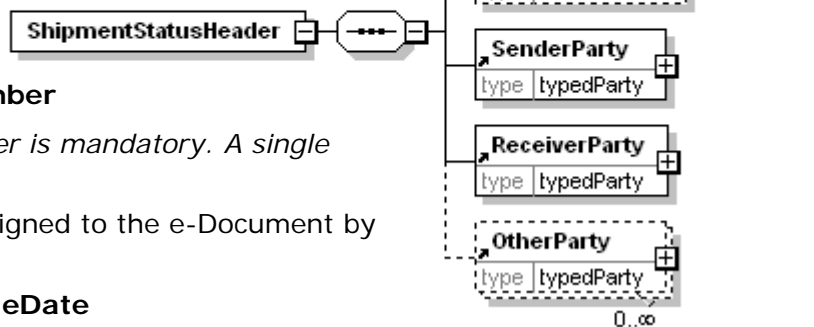 ShipmentStatusHeader
SenderParty
type typedParty
nber
er is mandatory. A single
ReceiverParty
type typedParty
igned to the e-Document by
OtherParty
type typedParty
eDate
0..∞